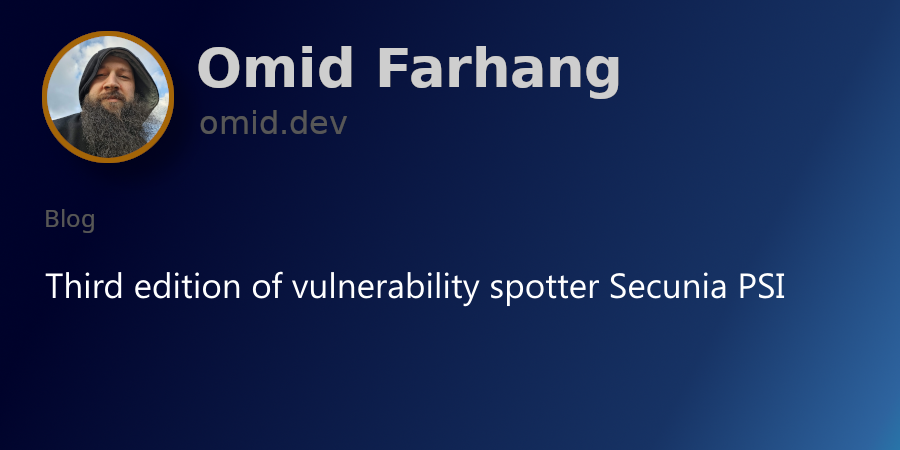 Omid Farhang
omid.dev
Blog
Third edition of vulnerability spotter Secunia PSI